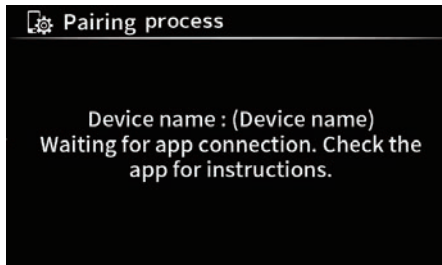 Pairing process
Device name : (Device name)
Waiting for app connection. Check the
app for instructions.